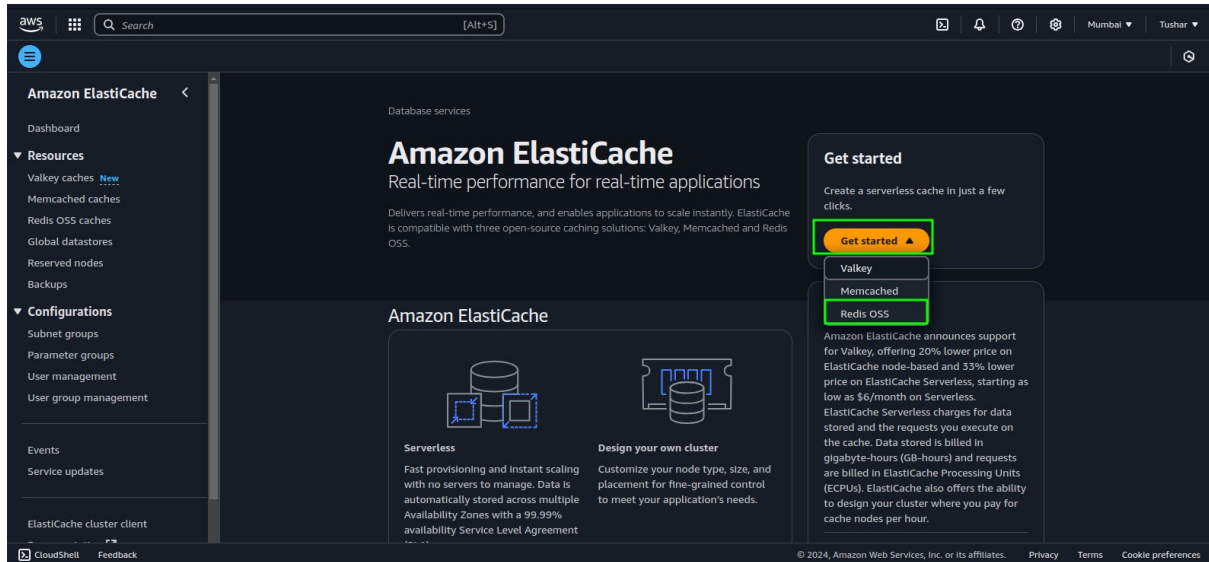 aws
Search
[Alt+S]
Mumbai ▼
Tushar ▼
Amazon ElastiCache
Dashboard
Resources
Valkey caches New
Memcached caches
Redis OSS caches
Global datastores
Reserved nodes
Backups
Configurations
Subnet groups
Parameter groups
User management
User group management
Events
Service updates
ElastiCache cluster client
Database services
Amazon ElastiCache
Real-time performance for real-time applications
Delivers real-time performance, and enables applications to scale instantly. ElastiCache
is compatible with three open-source caching solutions: Valkey, Memcached and Redis
OSS.
Get started
Create a serverless cache in just a few
clicks.
Get started ▲
Valkey
Memcached
Redis OSS
Amazon ElastiCache announces support
for Valkey, offering 20% lower price on
ElastiCache node-based and 33% lower
price on ElastiCache Serverless, starting as
low as $6/month on Serverless.
ElastiCache Serverless charges for data
stored and the requests you execute on
the cache. Data stored is billed in
gigabyte-hours (GB-hours) and requests
are billed in ElastiCache Processing Units
(ECPUs). ElastiCache also offers the ability
to design your cluster where you pay for
cache nodes per hour.
Amazon ElastiCache
Serverless
Fast provisioning and instant scaling
with no servers to manage. Data is
automatically stored across multiple
Availability Zones with a 99.99%
availability Service Level Agreement
Design your own cluster
Customize your node type, size, and
placement for fine-grained control
to meet your application's needs.
CloudShell
Feedback
© 2024, Amazon Web Services, Inc. or its affiliates.
Privacy
Terms
Cookie preferences